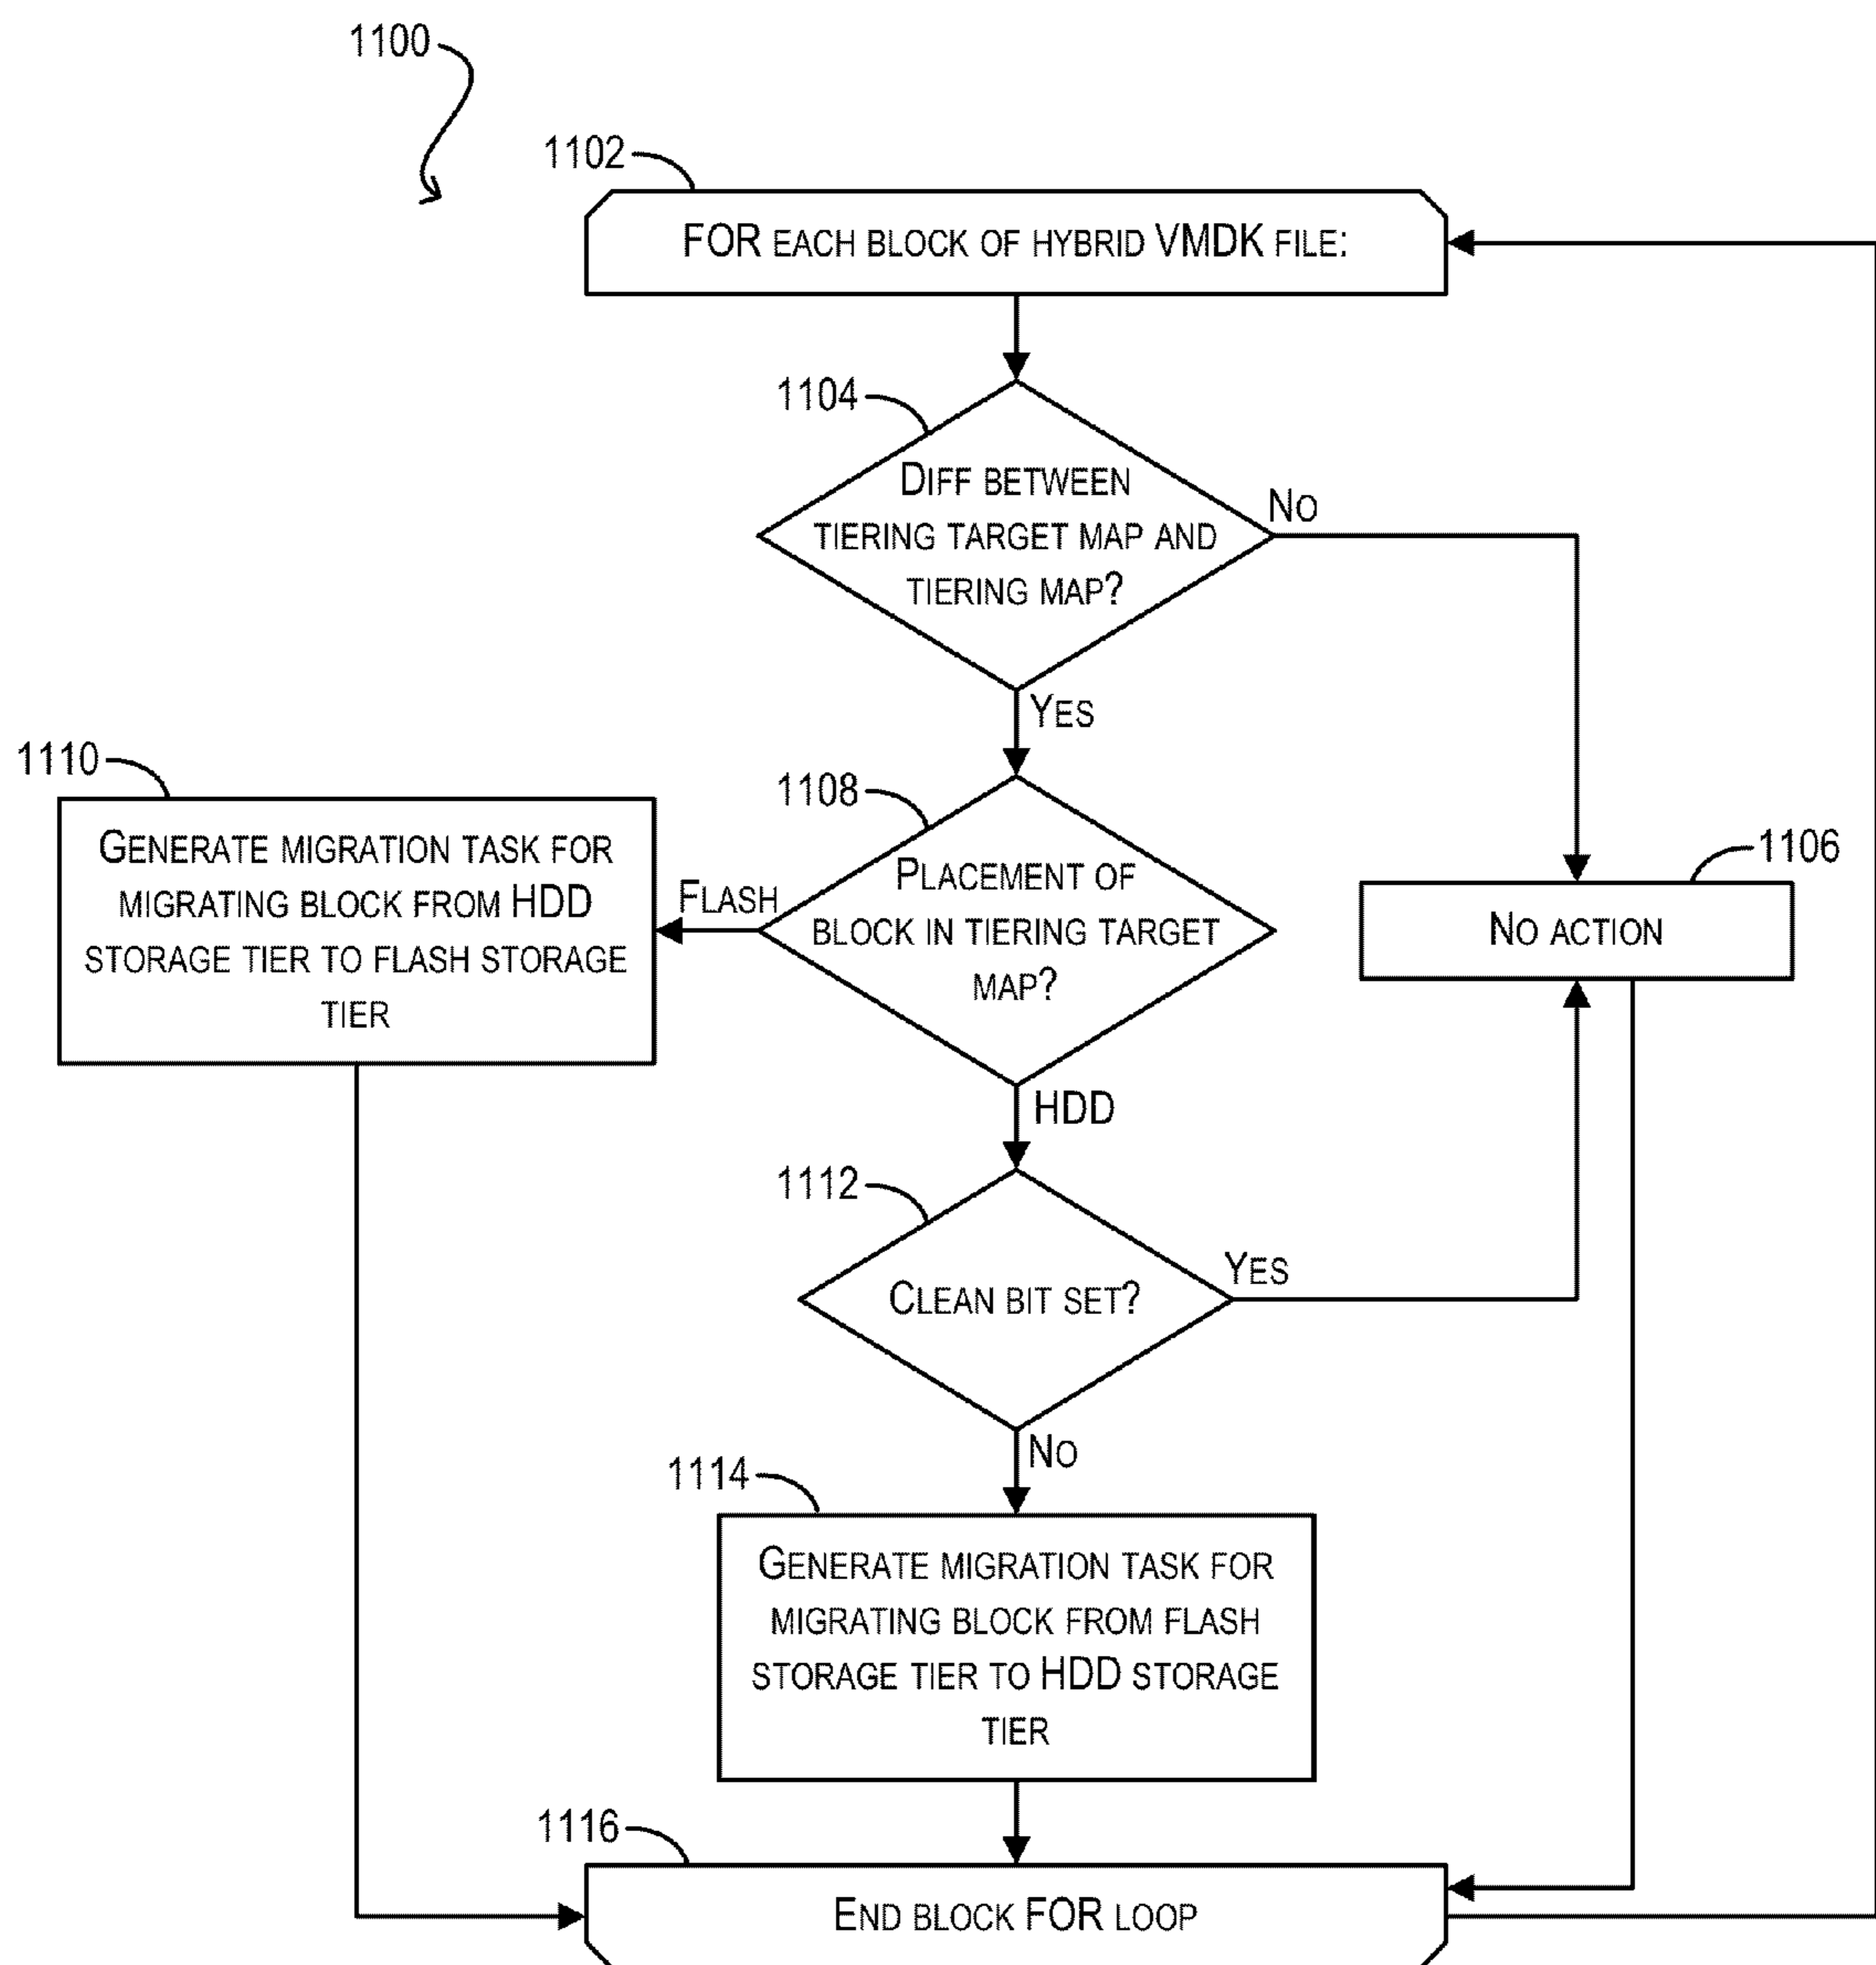 1100
1102
FOR EACH BLOCK OF HYBRID VMDK FILE:
1104
DIFF BETWEEN
TIERING TARGET MAP AND
TIERING MAP?
NO
YES
1110
GENERATE MIGRATION TASK FOR
MIGRATING BLOCK FROM HDD
STORAGE TIER TO FLASH STORAGE
TIER
FLASH
1108
PLACEMENT OF
BLOCK IN TIERING TARGET
MAP?
1106
NO ACTION
HDD
1112
CLEAN BIT SET?
YES
NO
1114
GENERATE MIGRATION TASK FOR
MIGRATING BLOCK FROM FLASH
STORAGE TIER TO HDD STORAGE
TIER
1116
END BLOCK FOR LOOP